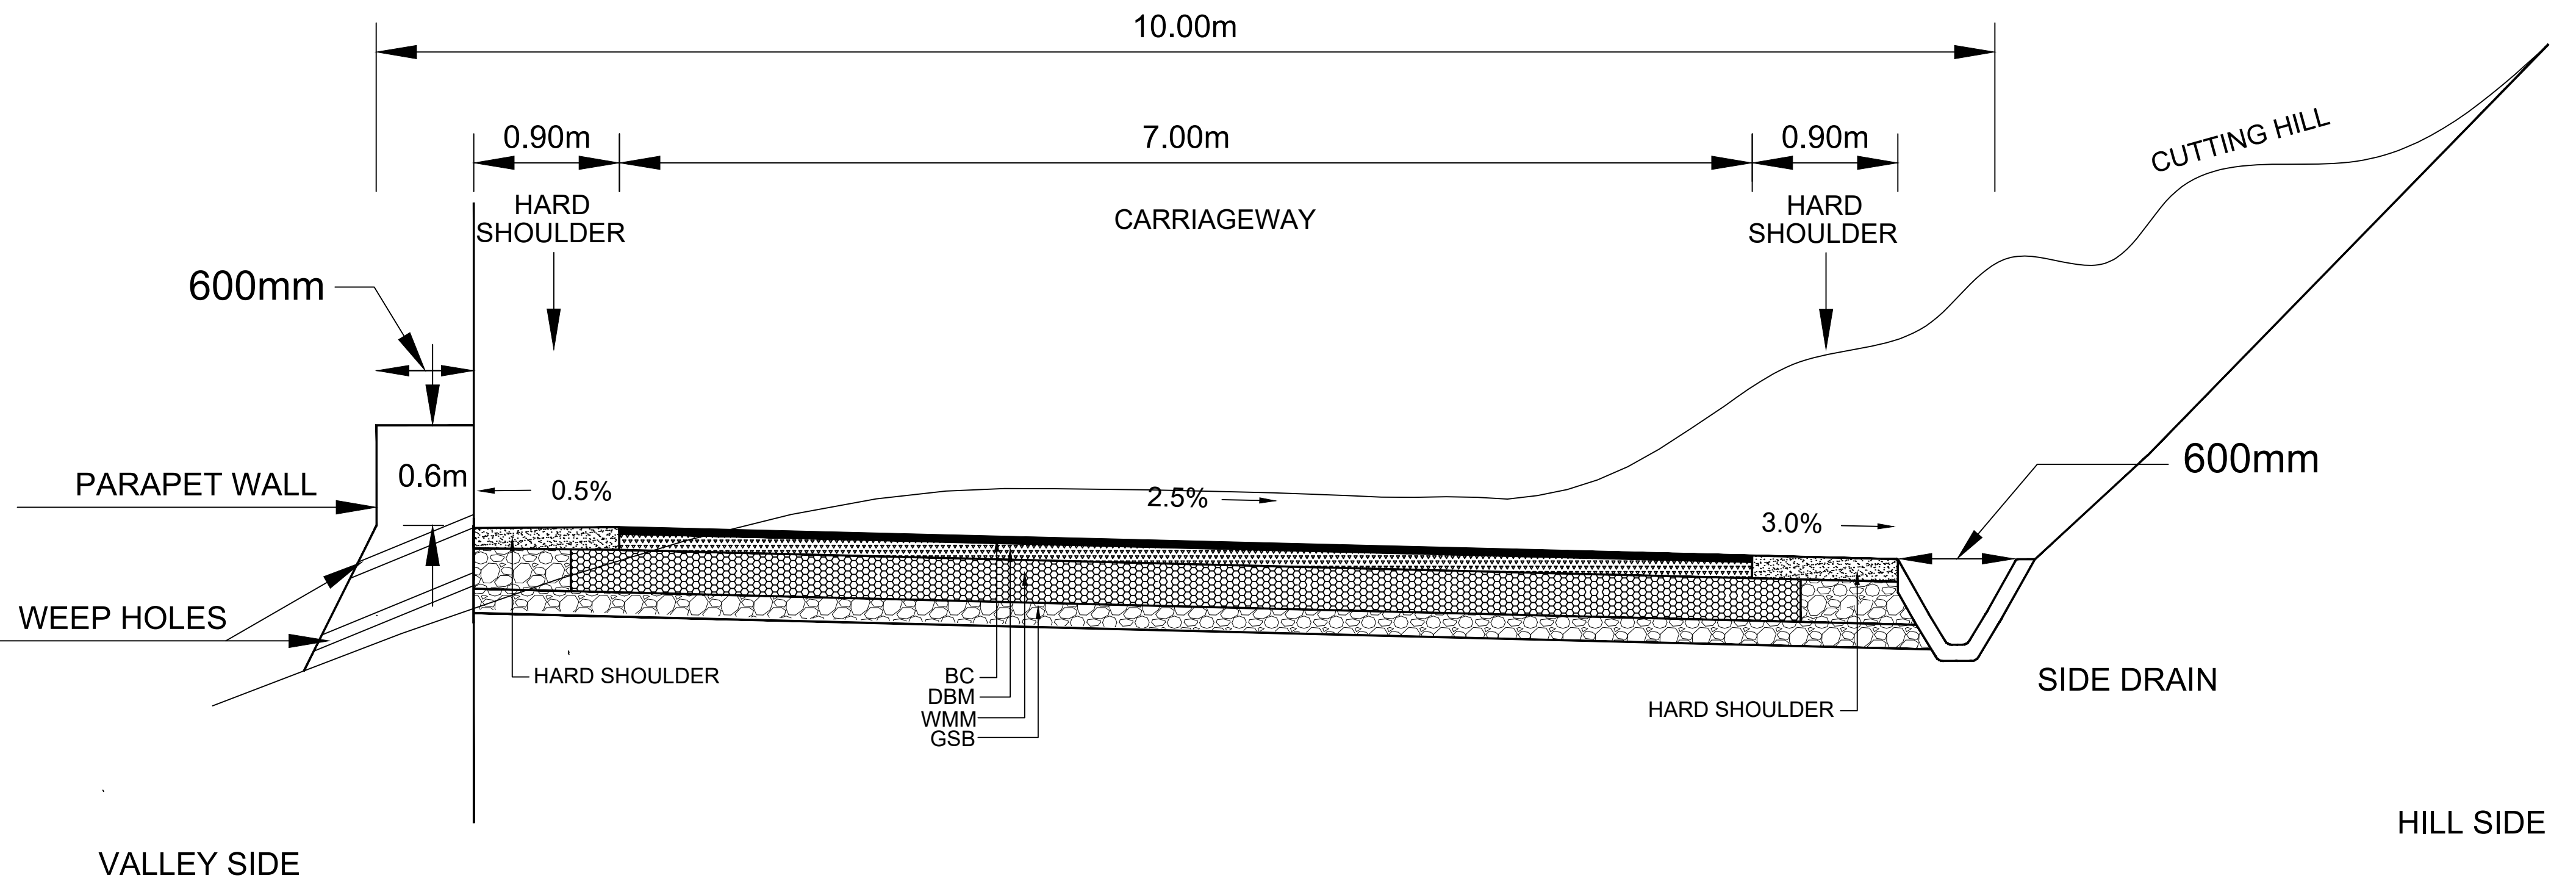 10.00m
0.90m
7.00m
0.90m
HARD
SHOULDER
CARRIAGEWAY
HARD
SHOULDER
CUTTING HILL
600mm
600mm
PARAPET WALL
0.6m
0.5%
2.5%
3.0%
WEEP HOLES
HARD SHOULDER
BC
DBM
WMM
GSB
HARD SHOULDER
SIDE DRAIN
VALLEY SIDE
HILL SIDE